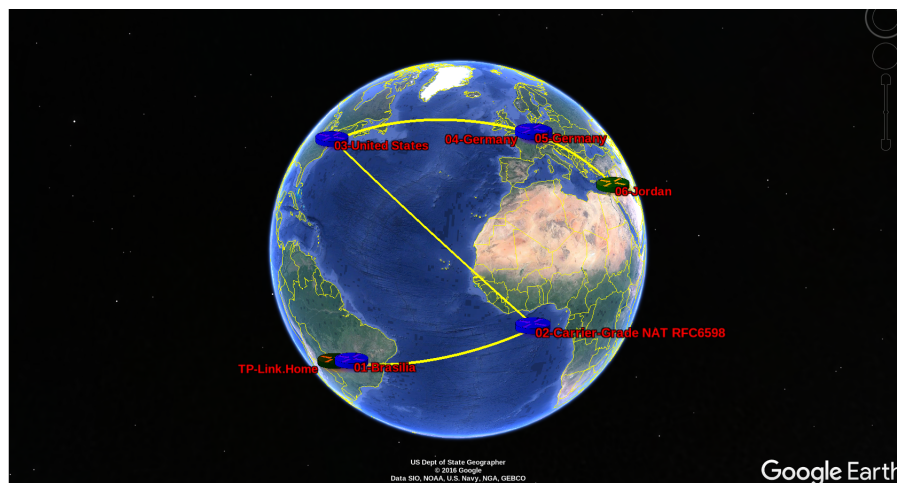 04-Germany
05-Germany
03-United States
06-Jordan
02-Carrier-Grade NAT RFC6598
TP-Link.Home
01-Brasilia
US Dept of State Geographer
© 2016 Google
Data SIO, NOAA, U.S. Navy, NGA, GEBCO
Google Earth